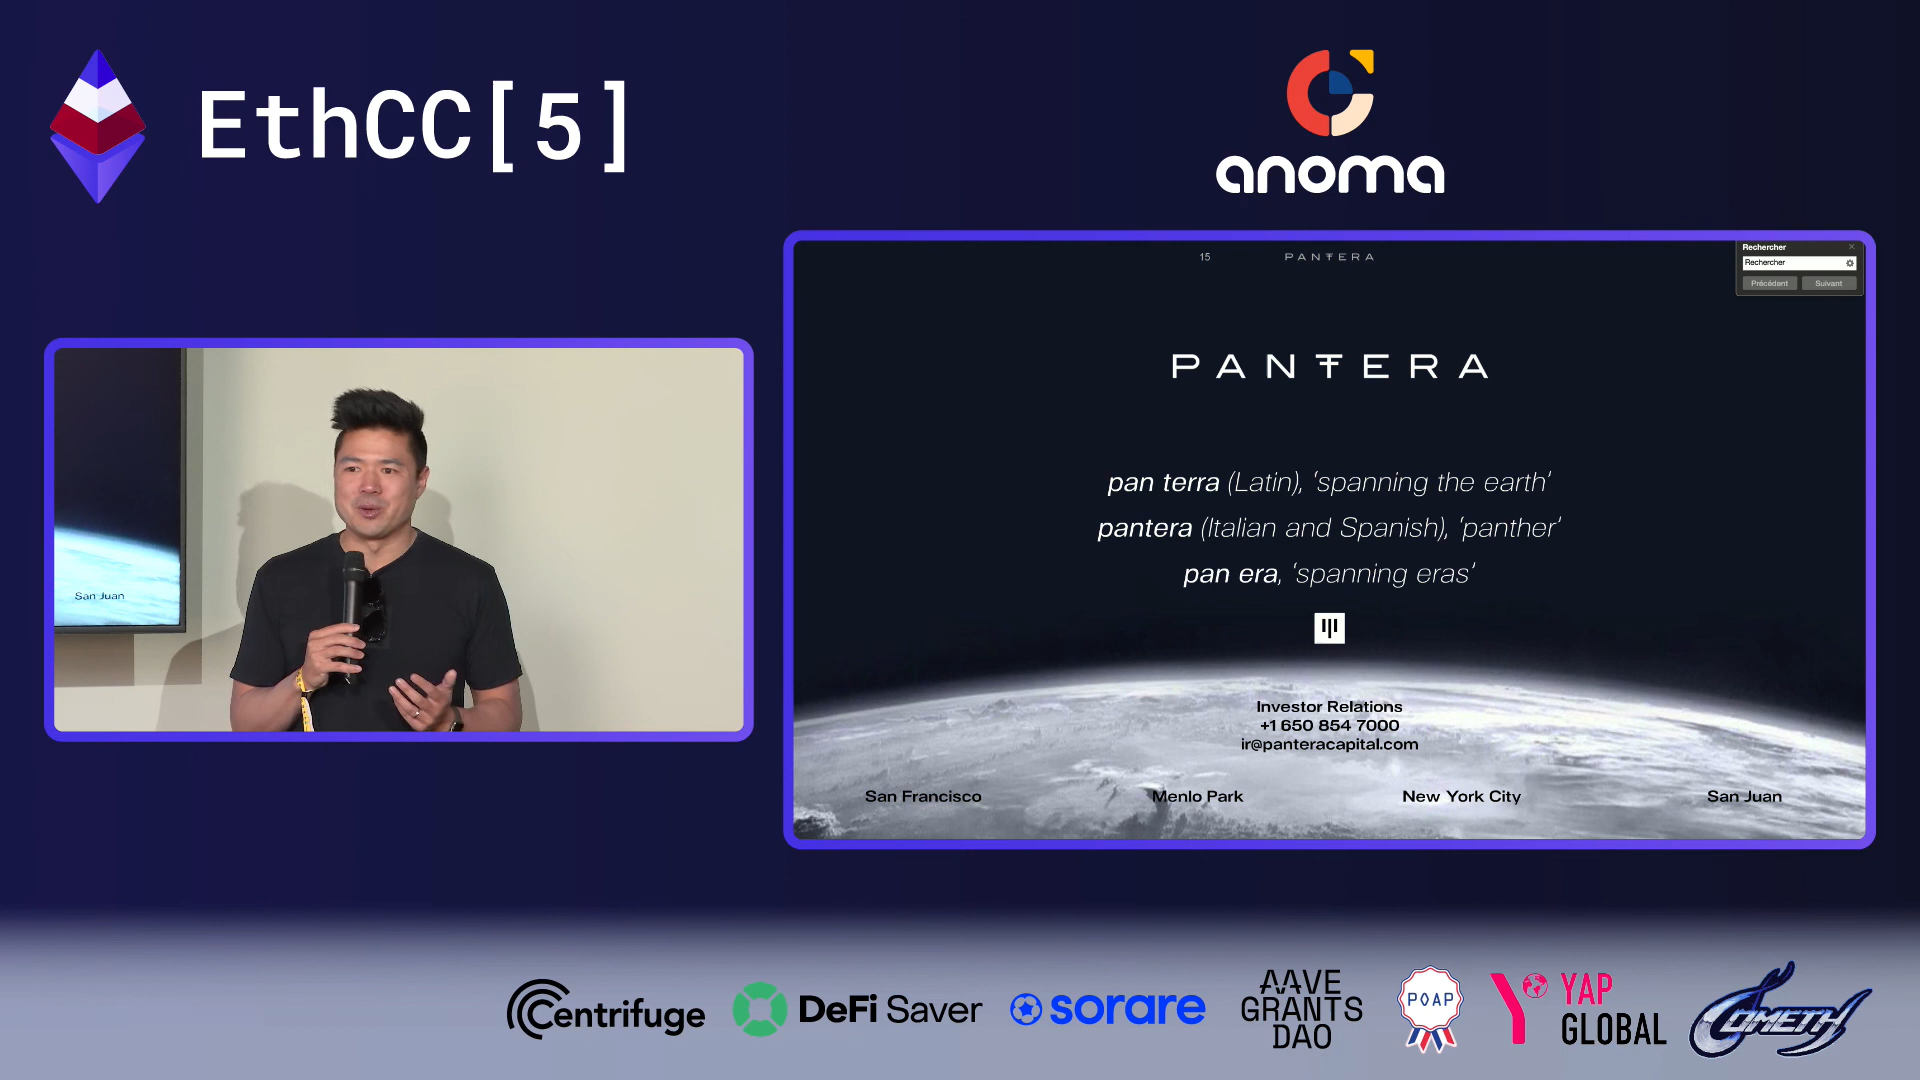 EthCC[5]
anoma
15
PANTERA
Rechercher
Rechercher
Précédent
Suivant
PANTERA
pan terra (Latin), ‘spanning the earth’
pantera (Italian and Spanish), ‘panther’
pan era, ‘spanning eras’
Investor Relations
+1 650 854 7000
ir@panteracapital.com
San Francisco
Menlo Park
New York City
San Juan
San Juan
Centrifuge
DeFi Saver
sorare
AAVE
GRANTS
DAO
POAP
YAP
GLOBAL
COMETH